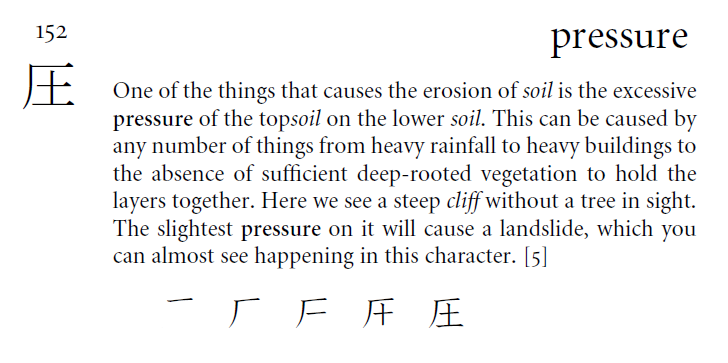 152
pressure
圧
One of the things that causes the erosion of soil is the excessive
pressure of the topsoil on the lower soil. This can be caused by
any number of things from heavy rainfall to heavy buildings to
the absence of sufficient deep-rooted vegetation to hold the
layers together. Here we see a steep cliff without a tree in sight.
The slightest pressure on it will cause a landslide, which you
can almost see happening in this character. [5]
一 厂 𠂆 圧